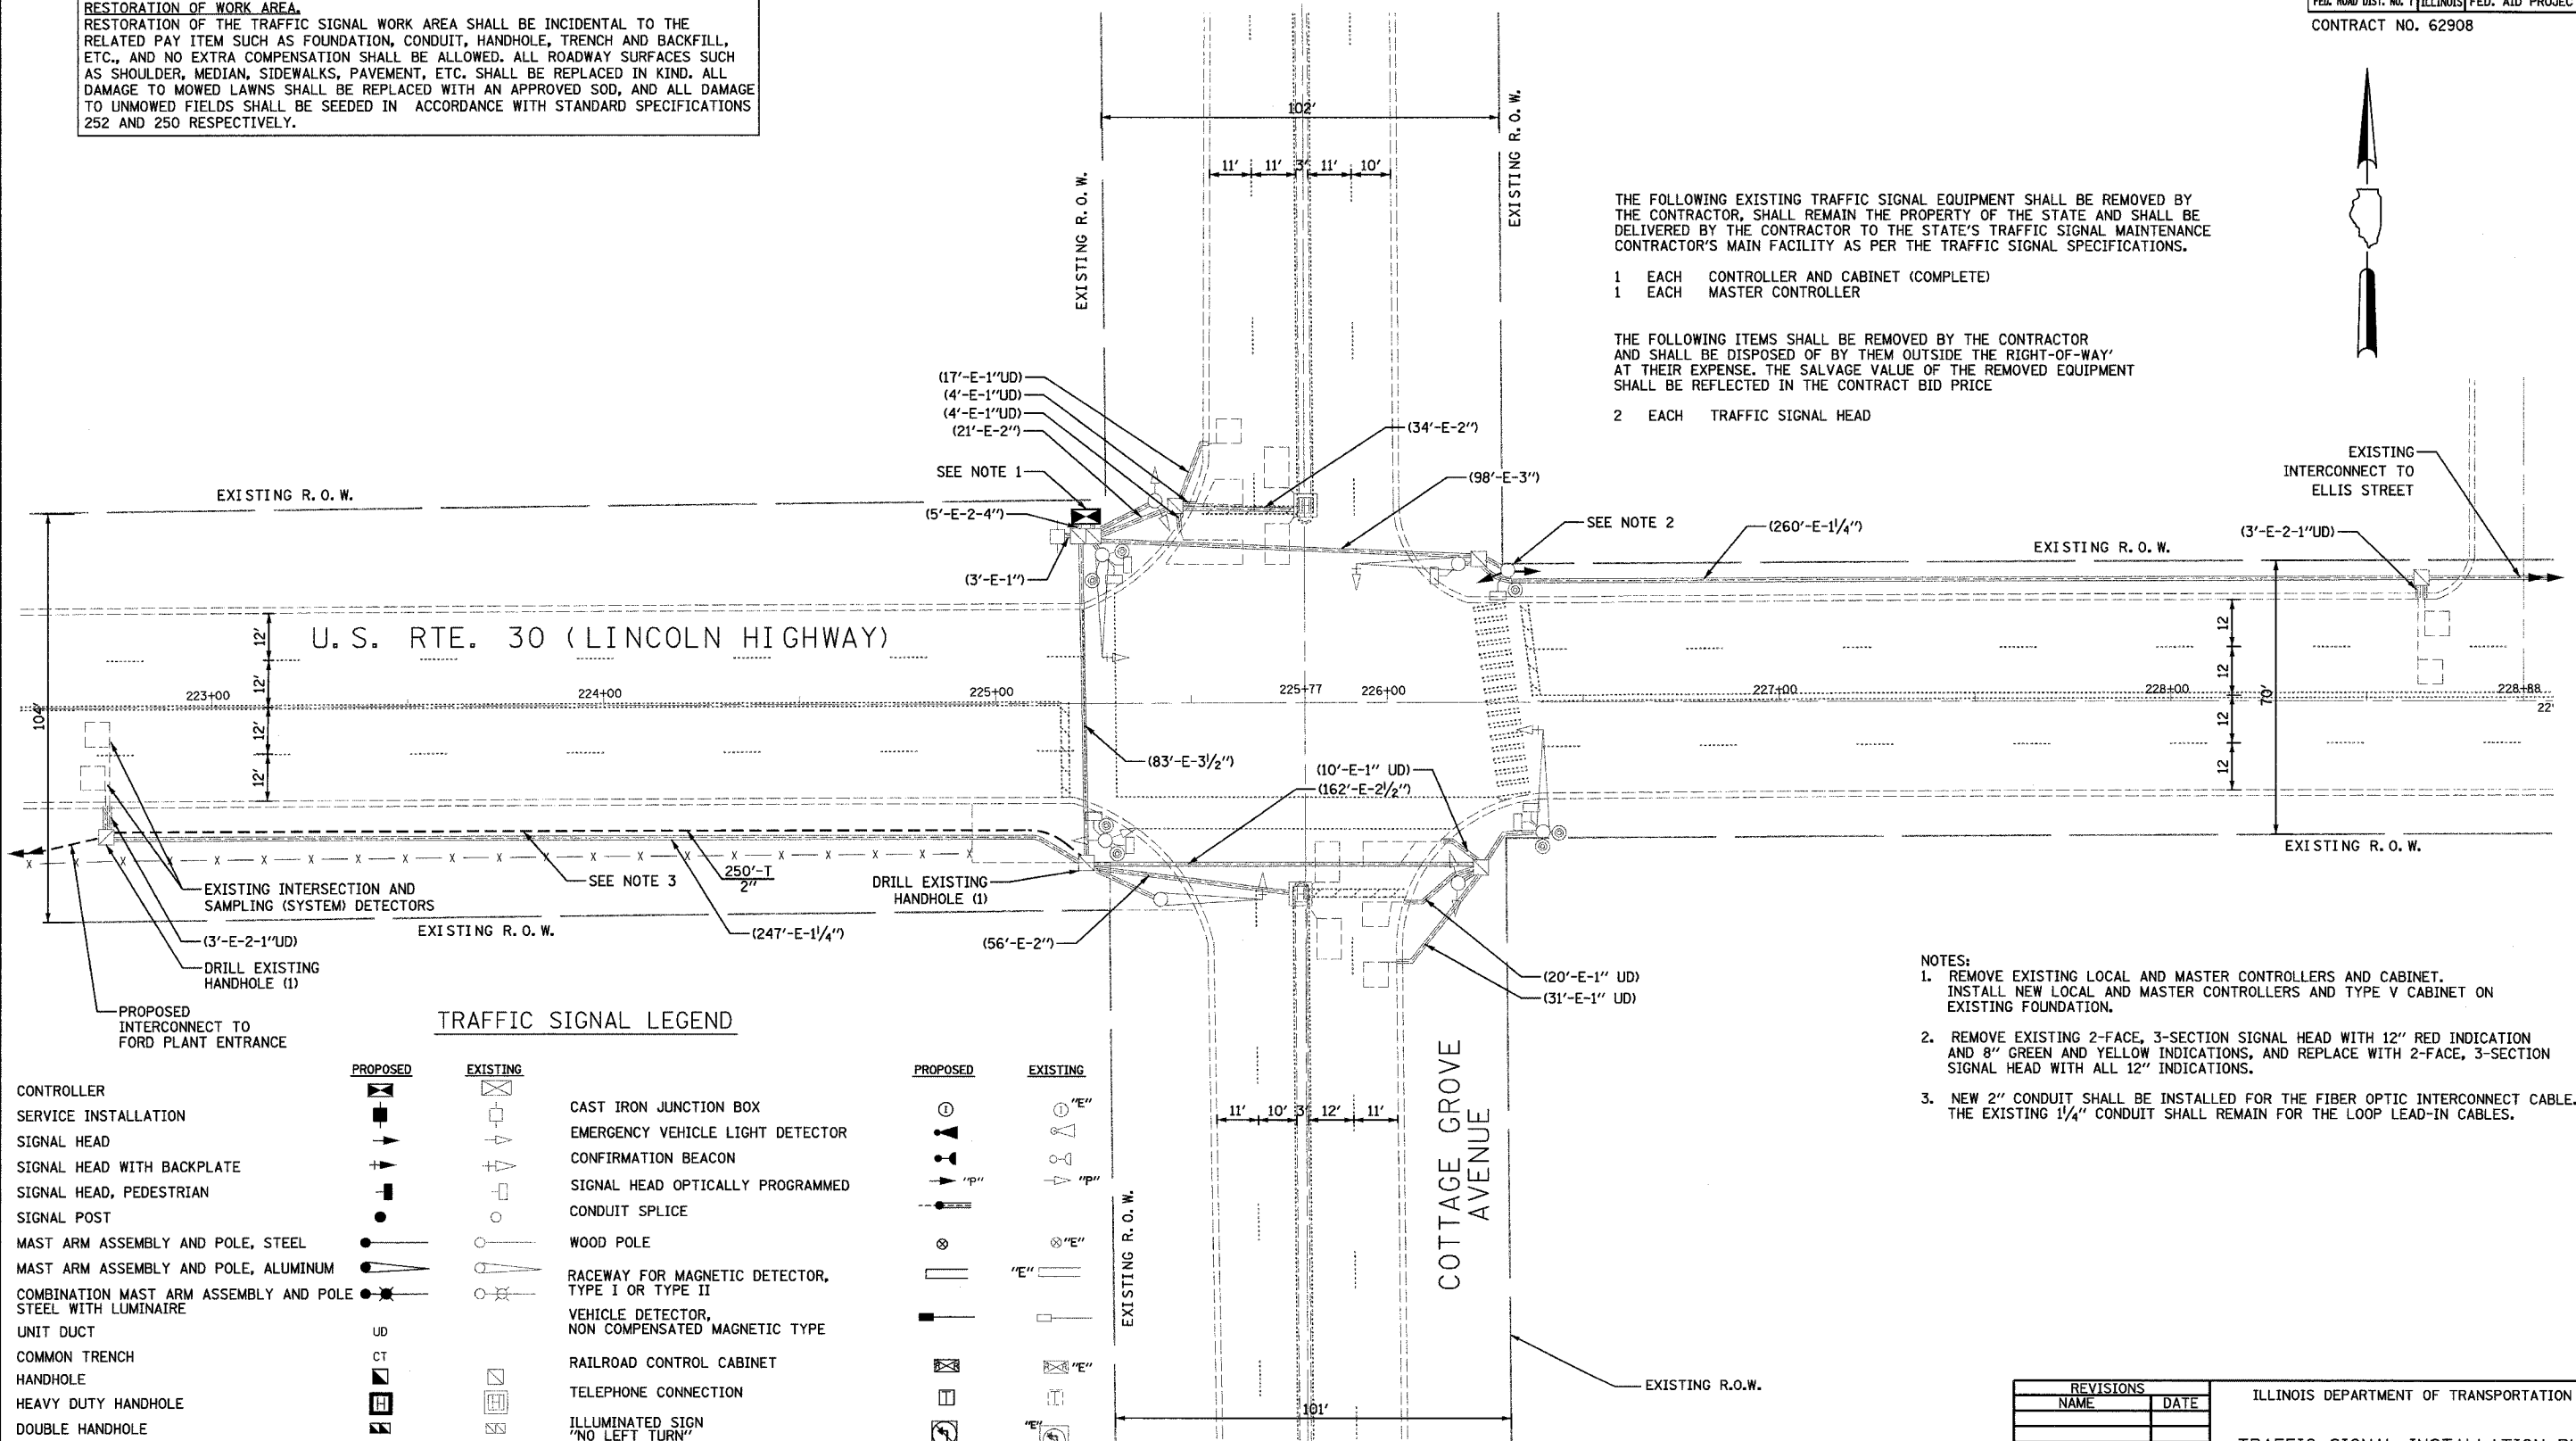 RESTORATION OF WORK AREA.
RESTORATION OF THE TRAFFIC SIGNAL WORK AREA SHALL BE INCIDENTAL TO THE
RELATED PAY ITEM SUCH AS FOUNDATION, CONDUIT, HANDHOLE, TRENCH AND BACKFILL,
ETC., AND NO EXTRA COMPENSATION SHALL BE ALLOWED. ALL ROADWAY SURFACES SUCH
AS SHOULDER, MEDIAN, SIDEWALKS, PAVEMENT, ETC. SHALL BE REPLACED IN KIND. ALL
DAMAGE TO MOWED LAWNS SHALL BE REPLACED WITH AN APPROVED SOD, AND ALL DAMAGE
TO UNMOWED FIELDS SHALL BE SEEDED IN ACCORDANCE WITH STANDARD SPECIFICATIONS
252 AND 250 RESPECTIVELY.
FED. ROAD DIST. NO. 1 ILLINOIS FED. AID PROJEC
CONTRACT NO. 62908
102'
EXISTING R.O.W.
EXISTING R.O.W.
11' 11' 3' 11' 10'
THE FOLLOWING EXISTING TRAFFIC SIGNAL EQUIPMENT SHALL BE REMOVED BY
THE CONTRACTOR, SHALL REMAIN THE PROPERTY OF THE STATE AND SHALL BE
DELIVERED BY THE CONTRACTOR TO THE STATE'S TRAFFIC SIGNAL MAINTENANCE
CONTRACTOR'S MAIN FACILITY AS PER THE TRAFFIC SIGNAL SPECIFICATIONS.
1 EACH CONTROLLER AND CABINET (COMPLETE)
1 EACH MASTER CONTROLLER
THE FOLLOWING ITEMS SHALL BE REMOVED BY THE CONTRACTOR
AND SHALL BE DISPOSED OF BY THEM OUTSIDE THE RIGHT-OF-WAY'
AT THEIR EXPENSE. THE SALVAGE VALUE OF THE REMOVED EQUIPMENT
SHALL BE REFLECTED IN THE CONTRACT BID PRICE
2 EACH TRAFFIC SIGNAL HEAD
(17'-E-1"UD)
(4'-E-1"UD)
(4'-E-1"UD)
(21'-E-2")
SEE NOTE 1
(5'-E-2-4")
(3'-E-1")
(34'-E-2")
(98'-E-3")
SEE NOTE 2
(260'-E-1¼")
EXISTING
INTERCONNECT TO
ELLIS STREET
(3'-E-2-1"UD)
EXISTING R.O.W.
EXISTING R.O.W.
U.S. RTE. 30 (LINCOLN HIGHWAY)
104'
12'
12'
12'
12'
223+00
224+00
225+00
225+77
226+00
227+00
228+00
228+88
22'
12
12
12
12
70'
(83'-E-3½")
(10'-E-1" UD)
(162'-E-2½")
EXISTING R.O.W.
X X X X X X X X X X X X X X X X X X X X X
EXISTING INTERSECTION AND
SAMPLING (SYSTEM) DETECTORS
SEE NOTE 3
250'-T
2"
DRILL EXISTING
HANDHOLE (1)
EXISTING R.O.W.
(3'-E-2-1"UD)
(247'-E-1¼")
(56'-E-2")
DRILL EXISTING
HANDHOLE (1)
(20'-E-1" UD)
(31'-E-1" UD)
PROPOSED
INTERCONNECT TO
FORD PLANT ENTRANCE
NOTES:
1. REMOVE EXISTING LOCAL AND MASTER CONTROLLERS AND CABINET.
INSTALL NEW LOCAL AND MASTER CONTROLLERS AND TYPE V CABINET ON
EXISTING FOUNDATION.
2. REMOVE EXISTING 2-FACE, 3-SECTION SIGNAL HEAD WITH 12" RED INDICATION
AND 8" GREEN AND YELLOW INDICATIONS, AND REPLACE WITH 2-FACE, 3-SECTION
SIGNAL HEAD WITH ALL 12" INDICATIONS.
3. NEW 2" CONDUIT SHALL BE INSTALLED FOR THE FIBER OPTIC INTERCONNECT CABLE.
THE EXISTING 1¼" CONDUIT SHALL REMAIN FOR THE LOOP LEAD-IN CABLES.
TRAFFIC SIGNAL LEGEND
PROPOSED EXISTING
CONTROLLER
SERVICE INSTALLATION
SIGNAL HEAD
SIGNAL HEAD WITH BACKPLATE
SIGNAL HEAD, PEDESTRIAN
SIGNAL POST
MAST ARM ASSEMBLY AND POLE, STEEL
MAST ARM ASSEMBLY AND POLE, ALUMINUM
COMBINATION MAST ARM ASSEMBLY AND POLE
STEEL WITH LUMINAIRE
UNIT DUCT UD
COMMON TRENCH CT
HANDHOLE
HEAVY DUTY HANDHOLE H H
DOUBLE HANDHOLE
PROPOSED EXISTING
CAST IRON JUNCTION BOX I I "E"
EMERGENCY VEHICLE LIGHT DETECTOR
CONFIRMATION BEACON
SIGNAL HEAD OPTICALLY PROGRAMMED "P" "P"
CONDUIT SPLICE
WOOD POLE "E"
RACEWAY FOR MAGNETIC DETECTOR, "E"
TYPE I OR TYPE II
VEHICLE DETECTOR,
NON COMPENSATED MAGNETIC TYPE
RAILROAD CONTROL CABINET "E"
TELEPHONE CONNECTION T T
ILLUMINATED SIGN "E"
"NO LEFT TURN"
11' 10' 3' 12' 11'
COTTAGE GROVE
AVENUE
EXISTING R.O.W.
101'
EXISTING R.O.W.
REVISIONS
NAME DATE
ILLINOIS DEPARTMENT OF TRANSPORTATION